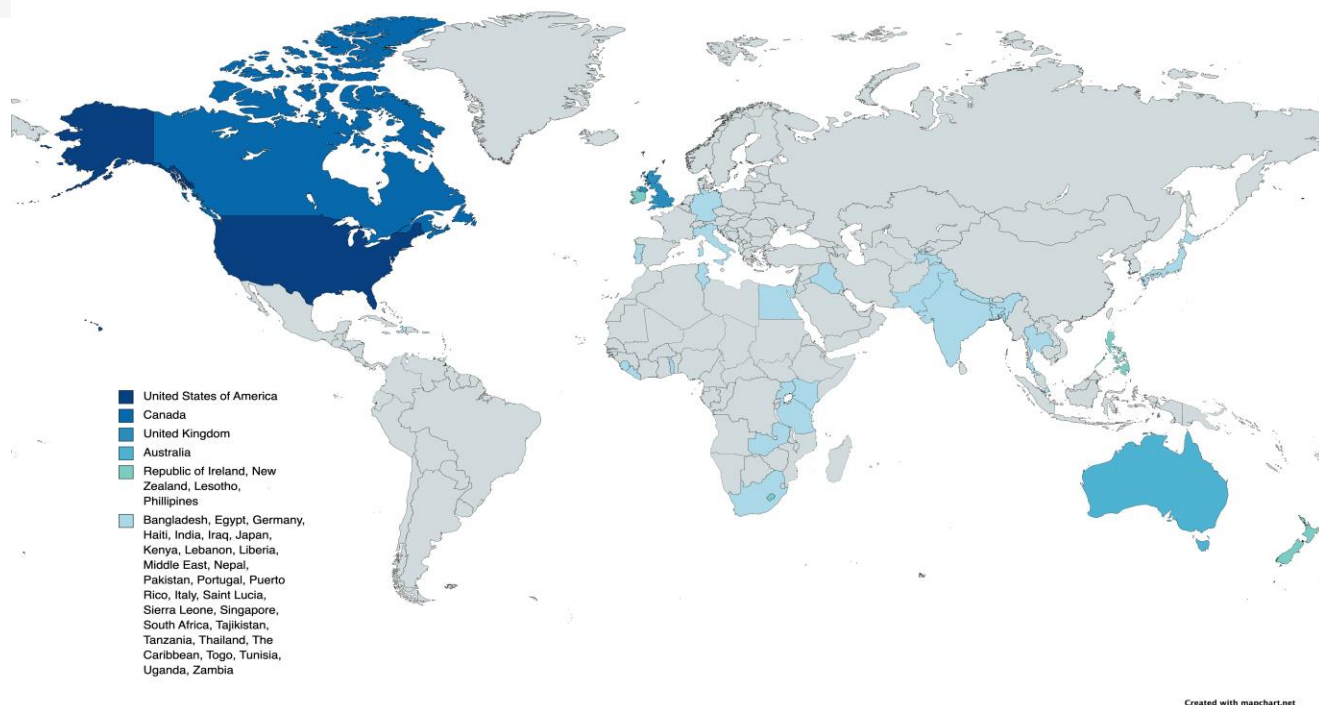 United States of America
Canada
United Kingdom
Australia
Republic of Ireland, New
Zealand, Lesotho,
Phillipines
Bangladesh, Egypt, Germany,
Haiti, India, Iraq, Japan,
Kenya, Lebanon, Liberia,
Middle East, Nepal,
Pakistan, Portugal, Puerto
Rico, Italy, Saint Lucia,
Sierra Leone, Singapore,
South Africa, Tajikistan,
Tanzania, Thailand, The
Caribbean, Togo, Tunisia,
Uganda, Zambia
Created with mapchart.net